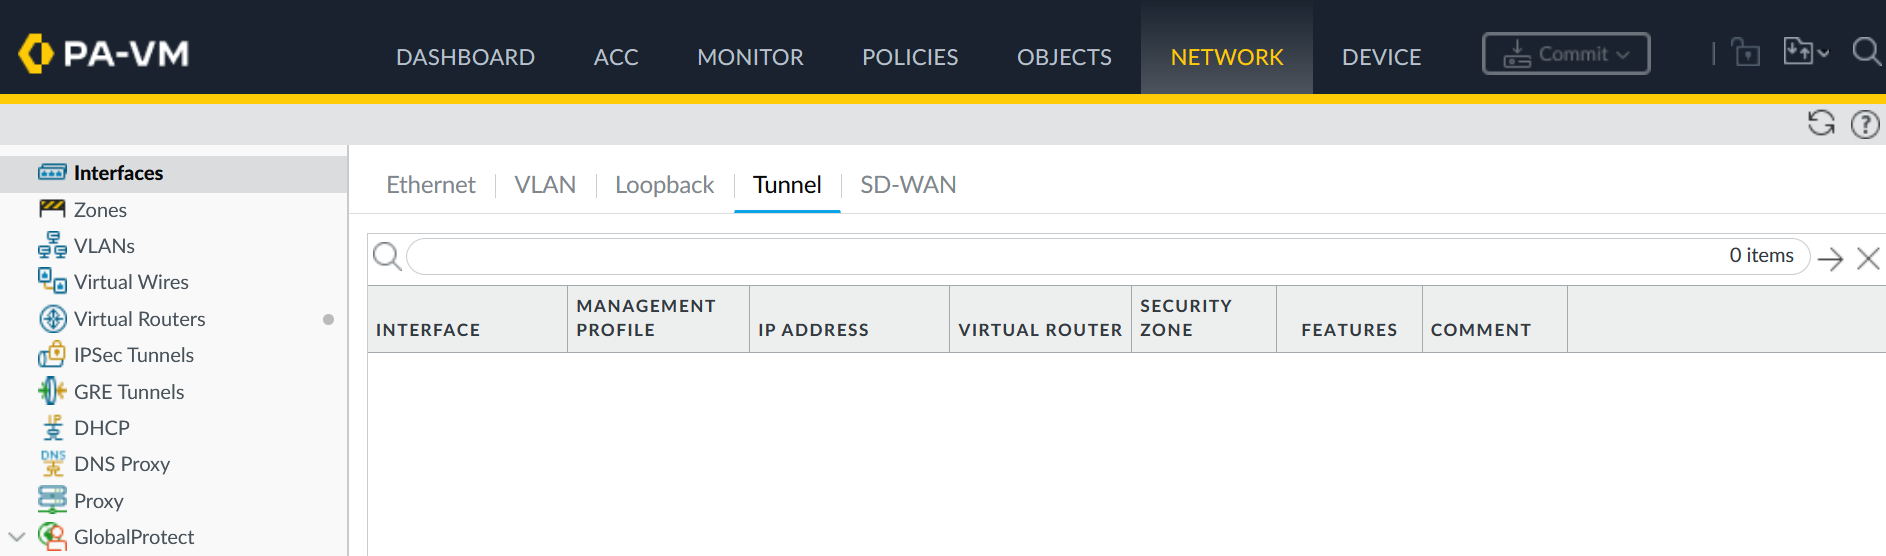 PA-VM
DASHBOARD ACC MONITOR POLICIES OBJECTS NETWORK DEVICE Commit
Interfaces
Zones
VLANs
Virtual Wires
Virtual Routers
IPSec Tunnels
GRE Tunnels
DHCP
DNS Proxy
Proxy
GlobalProtect
Ethernet VLAN Loopback Tunnel SD-WAN
0 items
INTERFACE
MANAGEMENT
PROFILE
IP ADDRESS
VIRTUAL ROUTER
SECURITY
ZONE
FEATURES
COMMENT